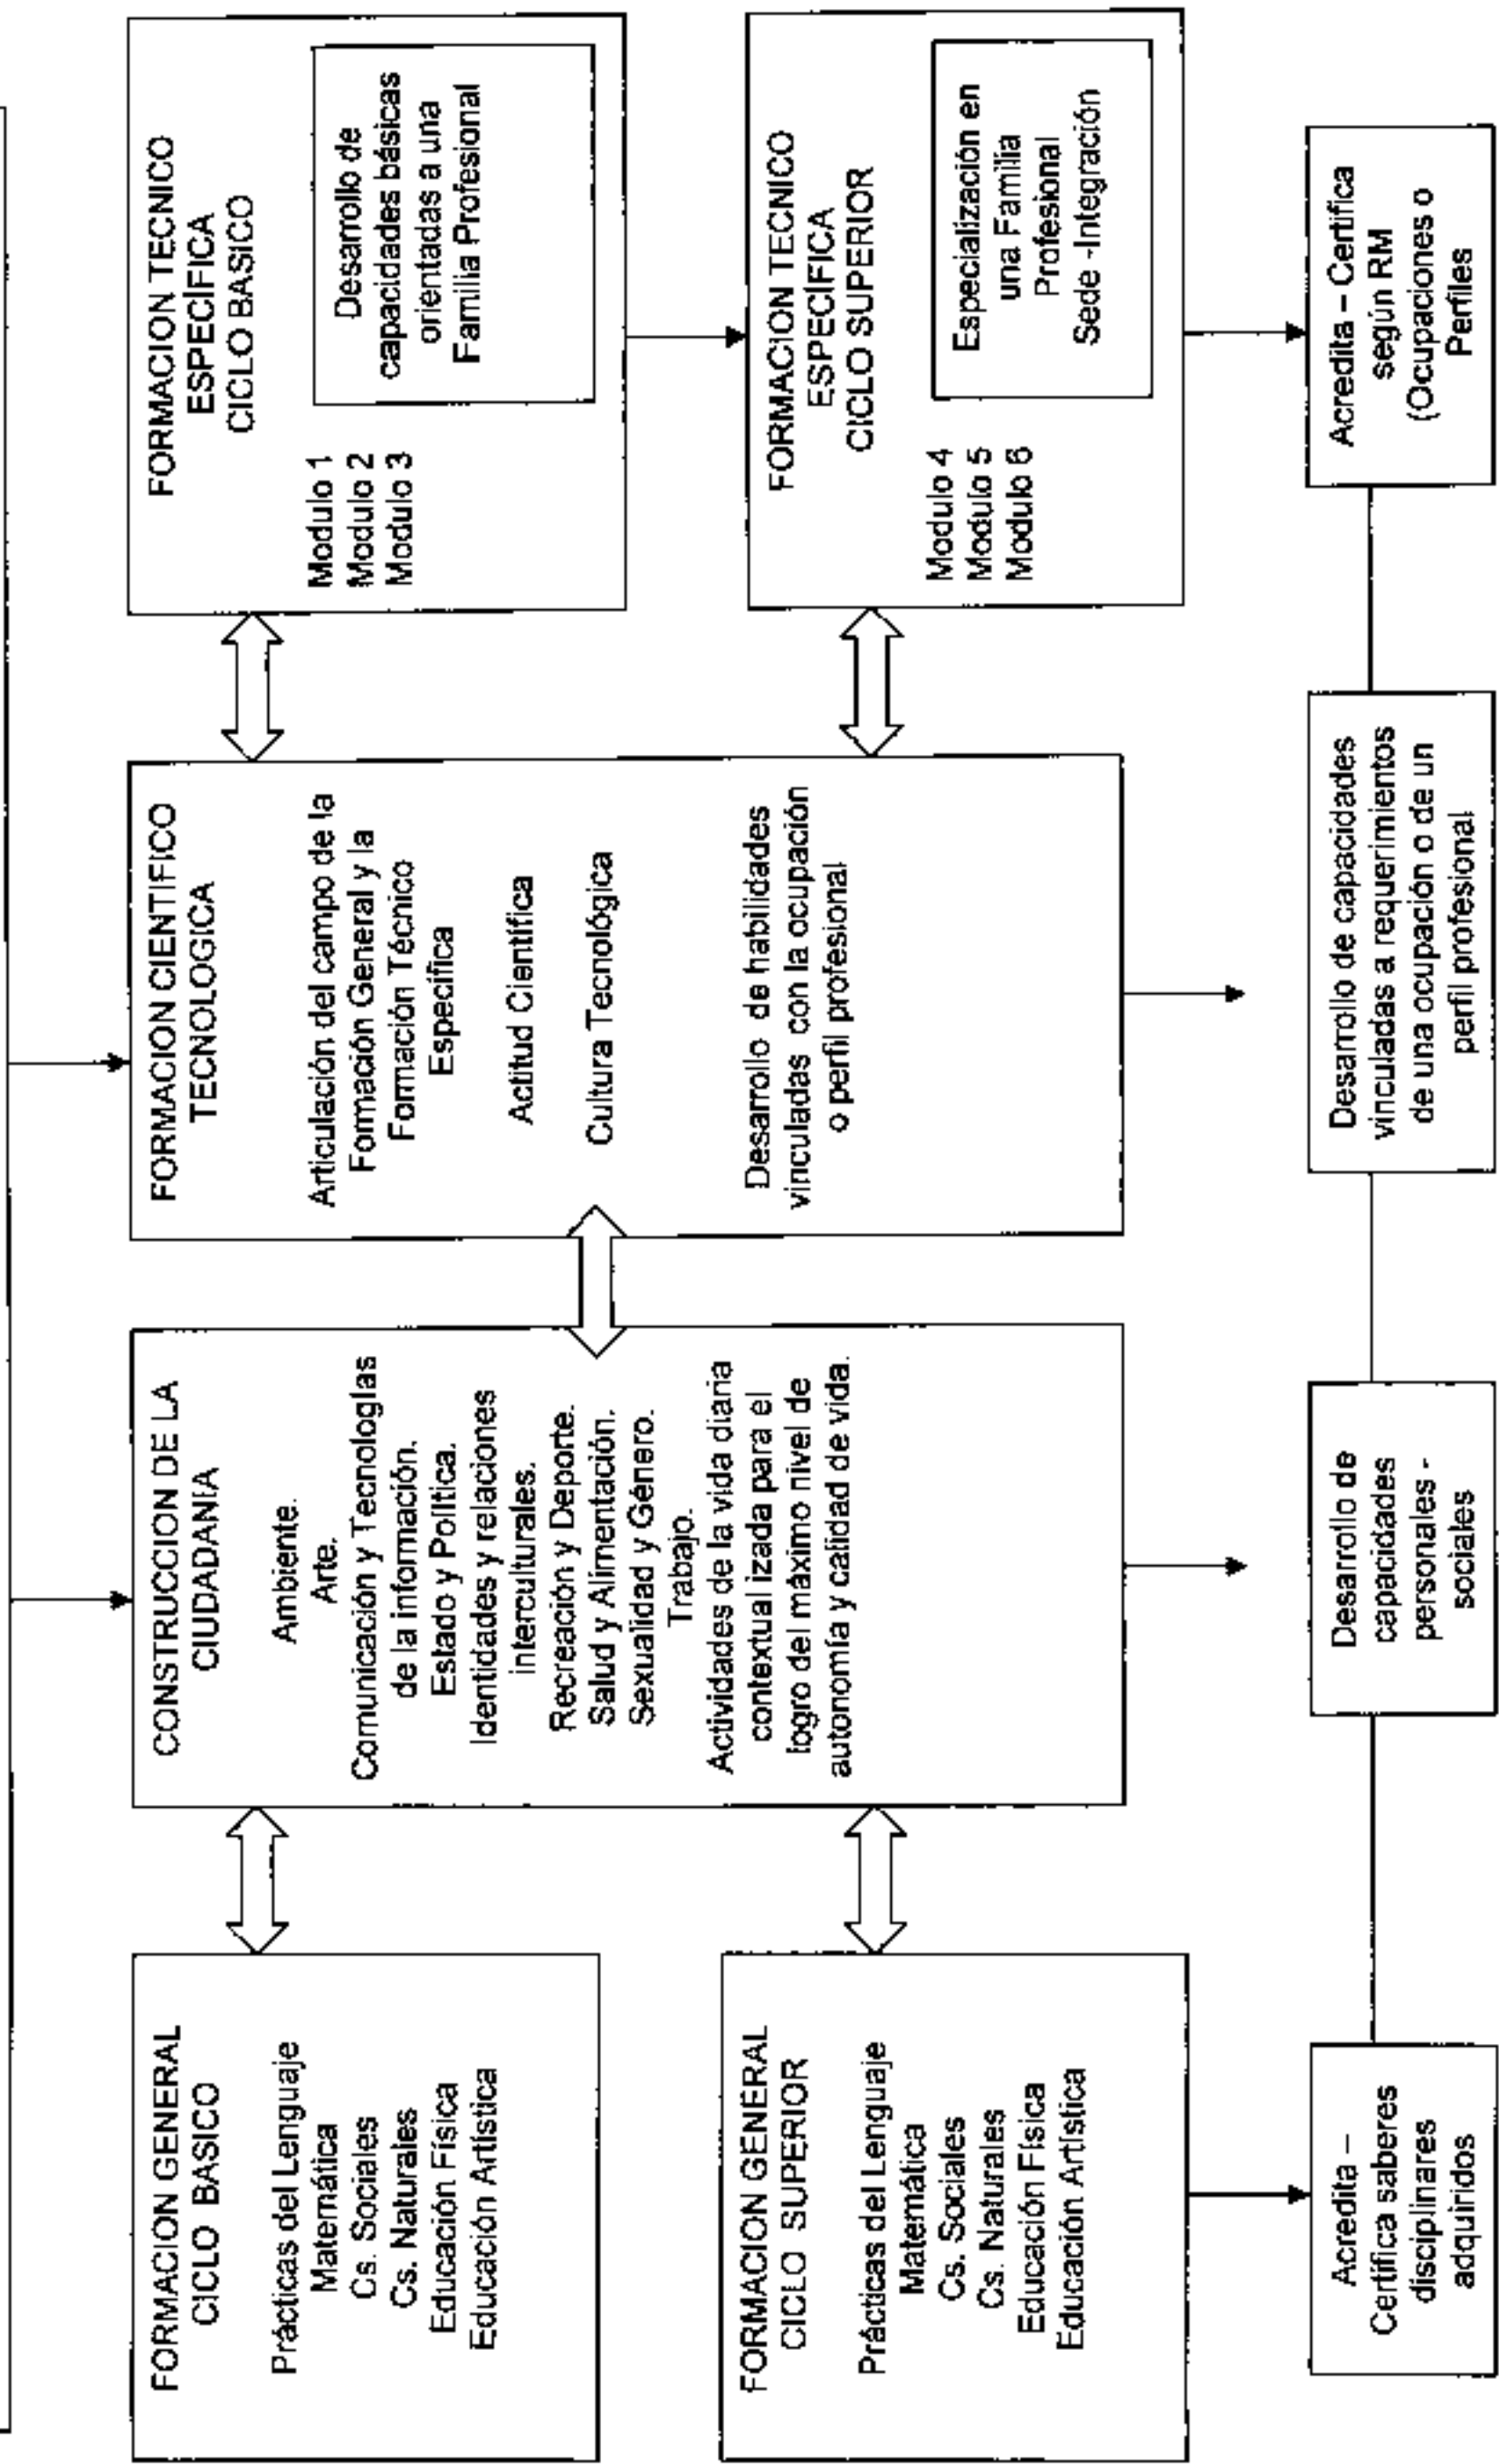 FORMACION GENERAL
CICLO BASICO
Prácticas del Lenguaje
Matemática
Cs. Sociales
Cs. Naturales
Educación Física
Educación Artística
CONSTRUCCION DE LA
CIUDADANIA
Ambiente.
Arte.
Comunicación y Tecnologías
de la información.
Estado y Política.
Identidades y relaciones
interculturales.
Recreación y Deporte.
Salud y Alimentación.
Sexualidad y Género.
Trabajo.
Actividades de la vida diaria
contextualizada para el
logro del máximo nivel de
autonomía y calidad de vida.
FORMACION CIENTIFICO
TECNOLOGICA
Articulación del campo de la
Formación General y la
Formación Técnico
Especifica
Actitud Científica
Cultura Tecnológica
Desarrollo de habilidades
vinculadas con la ocupación
o perfil profesional
FORMACION TECNICO
ESPECÍFICA
CICLO BASICO
Modulo 1
Modulo 2
Modulo 3
Desarrollo de
capacidades básicas
orientadas a una
Familia Profesional
FORMACION GENERAL
CICLO SUPERIOR
Prácticas del Lenguaje
Matemática
Cs. Sociales
Cs. Naturales
Educación Física
Educación Artística
FORMACION TECNICO
ESPECÍFICA
CICLO SUPERIOR
Modulo 4
Modulo 5
Modulo 6
Especialización en
una Familia
Profesional
Sede -Integración
Acredita –
Certifica saberes
disciplinares
adquiridos
Desarrollo de
capacidades
personales -
sociales
Desarrollo de capacidades
vinculadas a requerimientos
de una ocupación o de un
perfil profesional
Acredita – Certifica
según RM
(Ocupaciones o
Perfiles